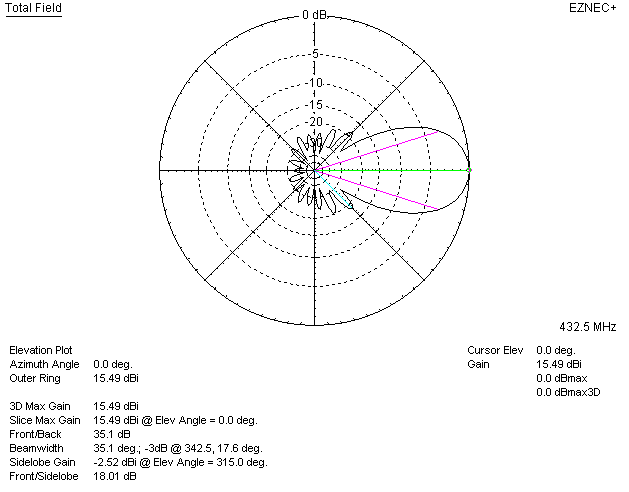 Total Field
EZNEC+
0 dB
-5
-10
-15
-20
-30
432.5 MHz
Elevation Plot
Cursor Elev 0.0 deg.
Azimuth Angle 0.0 deg.
Gain 15.49 dBi
Outer Ring 15.49 dBi
0.0 dBmax
0.0 dBmax3D
3D Max Gain 15.49 dBi
Slice Max Gain 15.49 dBi @ Elev Angle = 0.0 deg.
Front/Back 35.1 dB
Beamwidth 35.1 deg.; -3dB @ 342.5, 17.6 deg.
Sidelobe Gain -2.52 dBi @ Elev Angle = 315.0 deg.
Front/Sidelobe 18.01 dB